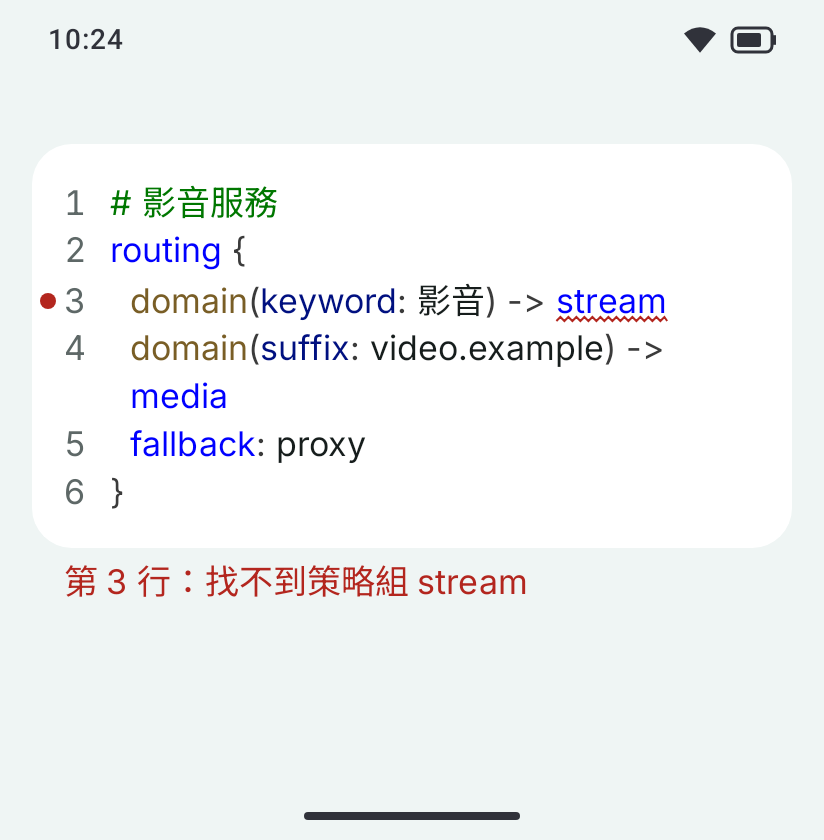 10:24
1 # 影音服務
2 routing {
3 domain(keyword: 影音) -> stream
4 domain(suffix: video.example) ->
media
5 fallback: proxy
6 }
第 3 行：找不到策略組 stream